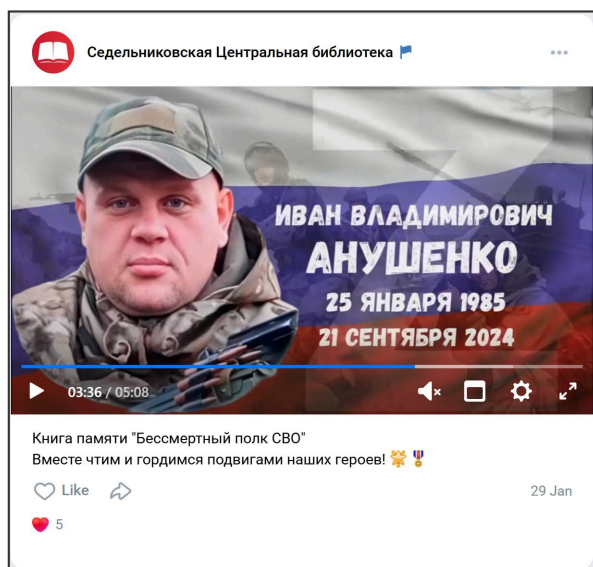 Седельниковская Центральная библиотека
ИВАН ВЛАДИМИРОВИЧ
АНУШЕНКО
25 ЯНВАРЯ 1985
21 СЕНТЯБРЯ 2024
03:36 / 05:08
Книга памяти "Бессмертный полк СВО"
Вместе чтим и гордимся подвигами наших героев!
Like
29 Jan
5